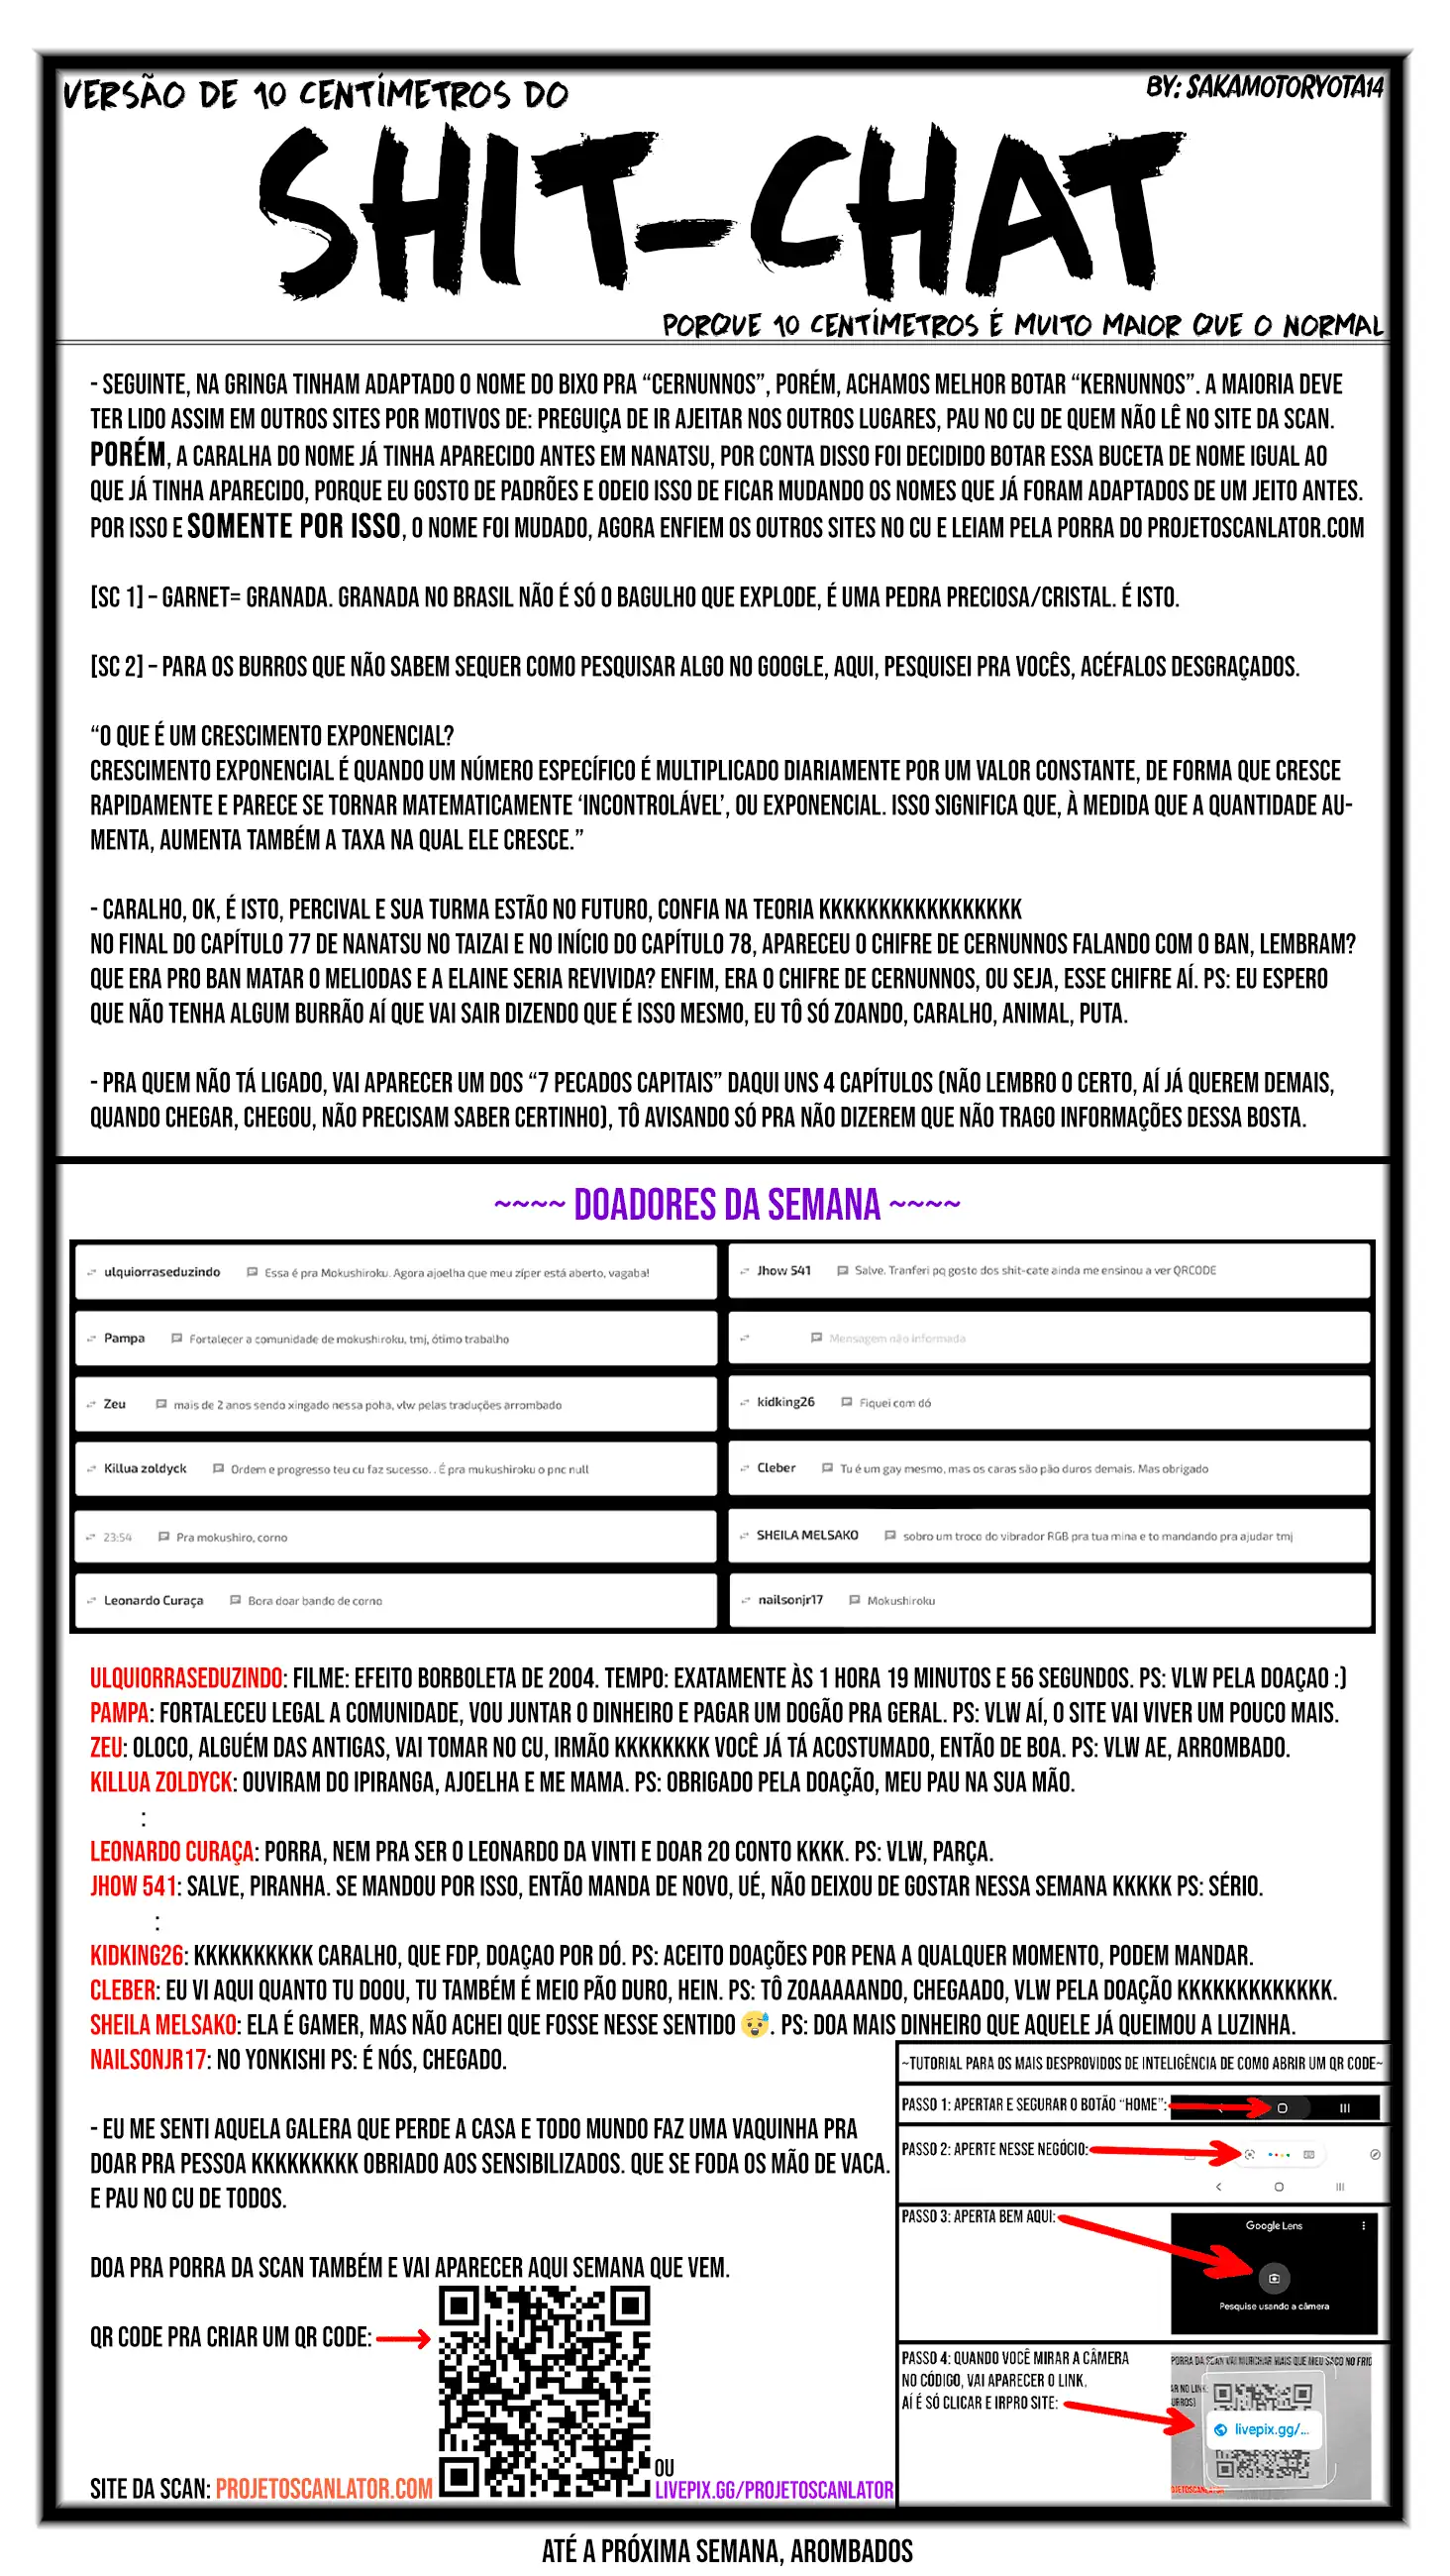 VERSÃO DE 10 CENTÍMETROS DO
BY: SAKAMOTORYOTA14
SHIT-CHAT
PORQUE 10 CENTÍMETROS É MUITO MAIOR QUE O NORMAL
- SEGUINTE, NA GRINGA TINHAM ADAPTADO O NOME DO BIXO PRA “CERNUNNOS”, PORÉM, ACHAMOS MELHOR BOTAR “KERNUNNOS”. A MAIORIA DEVE
TER LIDO ASSIM EM OUTROS SITES POR MOTIVOS DE: PREGUIÇA DE IR AJEITAR NOS OUTROS LUGARES, PAU NO CU DE QUEM NÃO LÊ NO SITE DA SCAN.
PORÉM, A CARALHA DO NOME JÁ TINHA APARECIDO ANTES EM NANATSU, POR CONTA DISSO FOI DECIDIDO BOTAR ESSA BUCETA DE NOME IGUAL AO
QUE JÁ TINHA APARECIDO, PORQUE EU GOSTO DE PADRÕES E ODEIO ISSO DE FICAR MUDANDO OS NOMES QUE JÁ FORAM ADAPTADOS DE UM JEITO ANTES.
POR ISSO E SOMENTE POR ISSO, O NOME FOI MUDADO, AGORA ENFIEM OS OUTROS SITES NO CU E LEIAM PELA PORRA DO PROJETOSCANLATOR.COM
[SC 1] – GARNET= GRANADA. GRANADA NO BRASIL NÃO É SÓ O BAGULHO QUE EXPLODE, É UMA PEDRA PRECIOSA/CRISTAL. É ISTO.
[SC 2] – PARA OS BURROS QUE NÃO SABEM SEQUER COMO PESQUISAR ALGO NO GOOGLE, AQUI, PESQUISEI PRA VOCÊS, ACÉFALOS DESGRAÇADOS.
“O QUE É UM CRESCIMENTO EXPONENCIAL?
CRESCIMENTO EXPONENCIAL É QUANDO UM NÚMERO ESPECÍFICO É MULTIPLICADO DIARIAMENTE POR UM VALOR CONSTANTE, DE FORMA QUE CRESCE
RAPIDAMENTE E PARECE SE TORNAR MATEMATICAMENTE ‘INCONTROLÁVEL’, OU EXPONENCIAL. ISSO SIGNIFICA QUE, À MEDIDA QUE A QUANTIDADE AU-
MENTA, AUMENTA TAMBÉM A TAXA NA QUAL ELE CRESCE.”
- CARALHO, OK, É ISTO, PERCIVAL E SUA TURMA ESTÃO NO FUTURO, CONFIA NA TEORIA KKKKKKKKKKKKKKKKK
NO FINAL DO CAPÍTULO 77 DE NANATSU NO TAIZAI E NO INÍCIO DO CAPÍTULO 78, APARECEU O CHIFRE DE CERNUNNOS FALANDO COM O BAN, LEMBRAM?
QUE ERA PRO BAN MATAR O MELIODAS E A ELAINE SERIA REVIVIDA? ENFIM, ERA O CHIFRE DE CERNUNNOS, OU SEJA, ESSE CHIFRE AÍ. PS: EU ESPERO
QUE NÃO TENHA ALGUM BURRÃO AÍ QUE VAI SAIR DIZENDO QUE É ISSO MESMO, EU TÔ SÓ ZOANDO, CARALHO, ANIMAL, PUTA.
- PRA QUEM NÃO TÁ LIGADO, VAI APARECER UM DOS “7 PECADOS CAPITAIS” DAQUI UNS 4 CAPÍTULOS (NÃO LEMBRO O CERTO, AÍ JÁ QUEREM DEMAIS,
QUANDO CHEGAR, CHEGOU, NÃO PRECISAM SABER CERTINHO), TÔ AVISANDO SÓ PRA NÃO DIZEREM QUE NÃO TRAGO INFORMAÇÕES DESSA BOSTA.
~~~~ DOADORES DA SEMANA ~~~~
ulquiorraseduzindo Essa é pra Mokushiroku. Agora ajoelha que meu zíper está aberto, vagaba!
Jhow 541 Salve. Tranferi pq gosto dos shit-cate ainda me ensinou a ver QRCODE
Pampa Fortalecer a comunidade de mokushiroku, tmj, ótimo trabalho
Mensagem não informada
Zeu mais de 2 anos sendo xingado nessa poha, vlw pelas traduções arrombado
kidking26 Fiquei com dó
Killua zoldyck Ordem e progresso teu cu faz sucesso. . É pra mukushiroku o pnc null
Cleber Tu é um gay mesmo, mas os caras são pão duros demais. Mas obrigado
23:54 Pra mokushiro, corno
SHEILA MELSAKO sobro um troco do vibrador RGB pra tua mina e to mandando pra ajudar tmj
Leonardo Curaça Bora doar bando de corno
nailsonjr17 Mokushiroku
ULQUIORRASEDUZINDO: FILME: EFEITO BORBOLETA DE 2004. TEMPO: EXATAMENTE ÀS 1 HORA 19 MINUTOS E 56 SEGUNDOS. PS: VLW PELA DOAÇAO :)
PAMPA: FORTALECEU LEGAL A COMUNIDADE, VOU JUNTAR O DINHEIRO E PAGAR UM DOGÃO PRA GERAL. PS: VLW AÍ, O SITE VAI VIVER UM POUCO MAIS.
ZEU: OLOCO, ALGUÉM DAS ANTIGAS, VAI TOMAR NO CU, IRMÃO KKKKKKKK VOCÊ JÁ TÁ ACOSTUMADO, ENTÃO DE BOA. PS: VLW AE, ARROMBADO.
KILLUA ZOLDYCK: OUVIRAM DO IPIRANGA, AJOELHA E ME MAMA. PS: OBRIGADO PELA DOAÇÃO, MEU PAU NA SUA MÃO.
:
LEONARDO CURAÇA: PORRA, NEM PRA SER O LEONARDO DA VINTI E DOAR 20 CONTO KKKK. PS: VLW, PARÇA.
JHOW 541: SALVE, PIRANHA. SE MANDOU POR ISSO, ENTÃO MANDA DE NOVO, UÉ, NÃO DEIXOU DE GOSTAR NESSA SEMANA KKKKK PS: SÉRIO.
:
KIDKING26: KKKKKKKKKK CARALHO, QUE FDP, DOAÇAO POR DÓ. PS: ACEITO DOAÇÕES POR PENA A QUALQUER MOMENTO, PODEM MANDAR.
CLEBER: EU VI AQUI QUANTO TU DOOU, TU TAMBÉM É MEIO PÃO DURO, HEIN. PS: TÔ ZOAAAAANDO, CHEGAADO, VLW PELA DOAÇÃO KKKKKKKKKKKKK.
SHEILA MELSAKO: ELA É GAMER, MAS NÃO ACHEI QUE FOSSE NESSE SENTIDO 😅. PS: DOA MAIS DINHEIRO QUE AQUELE JÁ QUEIMOU A LUZINHA.
NAILSONJR17: NO YONKISHI PS: É NÓS, CHEGADO.
- EU ME SENTI AQUELA GALERA QUE PERDE A CASA E TODO MUNDO FAZ UMA VAQUINHA PRA
DOAR PRA PESSOA KKKKKKKKK OBRIADO AOS SENSIBILIZADOS. QUE SE FODA OS MÃO DE VACA.
E PAU NO CU DE TODOS.
DOA PRA PORRA DA SCAN TAMBÉM E VAI APARECER AQUI SEMANA QUE VEM.
QR CODE PRA CRIAR UM QR CODE:
SITE DA SCAN: PROJETOSCANLATOR.COM
OU
LIVEPIX.GG/PROJETOSCANLATOR
~TUTORIAL PARA OS MAIS DESPROVIDOS DE INTELIGÊNCIA DE COMO ABRIR UM QR CODE~
PASSO 1: APERTAR E SEGURAR O BOTÃO “HOME”:
PASSO 2: APERTE NESSE NEGÓCIO:
PASSO 3: APERTA BEM AQUI:
Google Lens
Pesquise usando a câmera
PASSO 4: QUANDO VOCÊ MIRAR A CÂMERA
NO CÓDIGO, VAI APARECER O LINK.
AÍ É SÓ CLICAR E IRPRO SITE:
PORRA DA SCAN VAI MURCHAR MAIS QUE MEU SACO NO FRIO
AR NO LINK:
livepix.gg/...
ATÉ A PRÓXIMA SEMANA, AROMBADOS